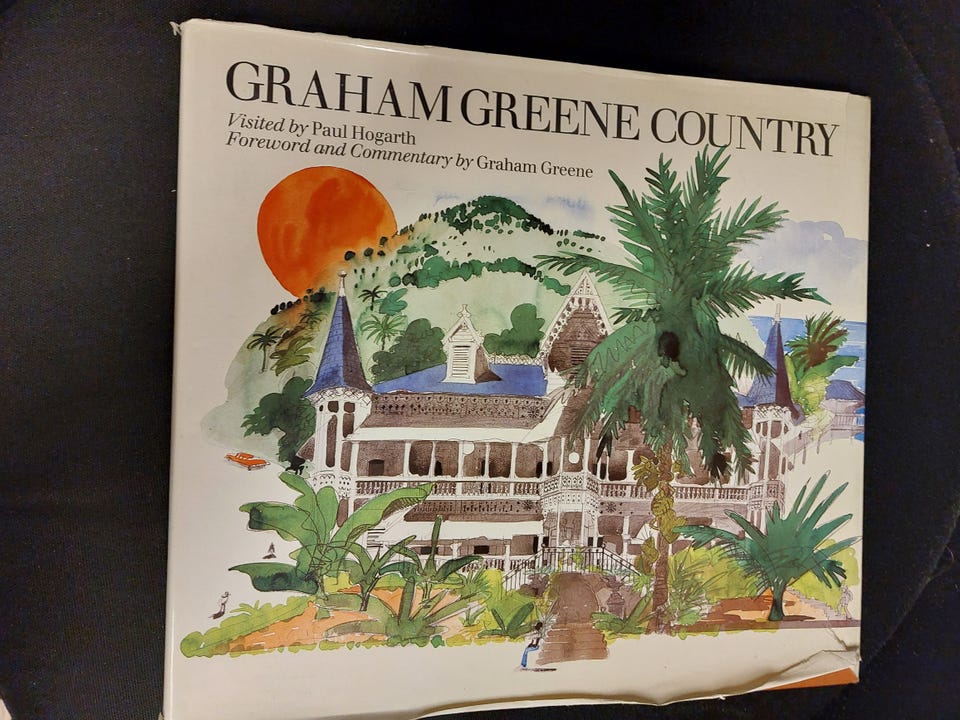 GRAHAM GREENE COUNTRY
Visited by Paul Hogarth
Foreword and Commentary by Graham Greene